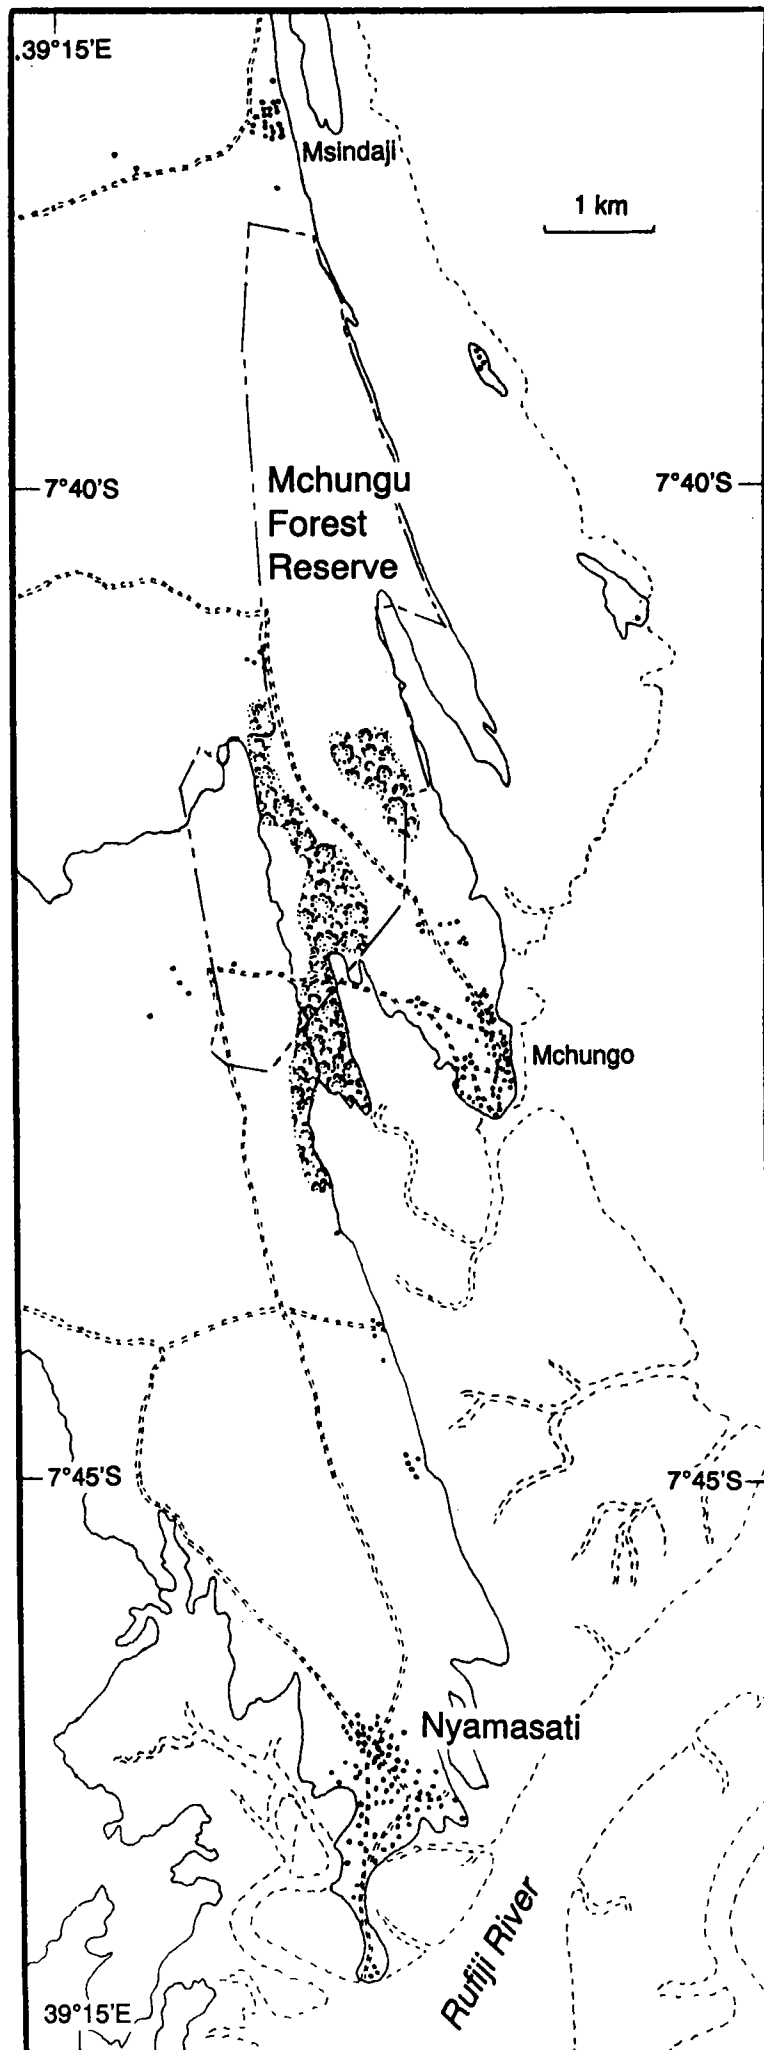 39°15'E
Msindaji
1 km
Mchungu
Forest
Reserve
7°40'S
7°40'S
Mchungo
7°45'S
7°45'S
Nyamasati
Rufiji River
39°15'E